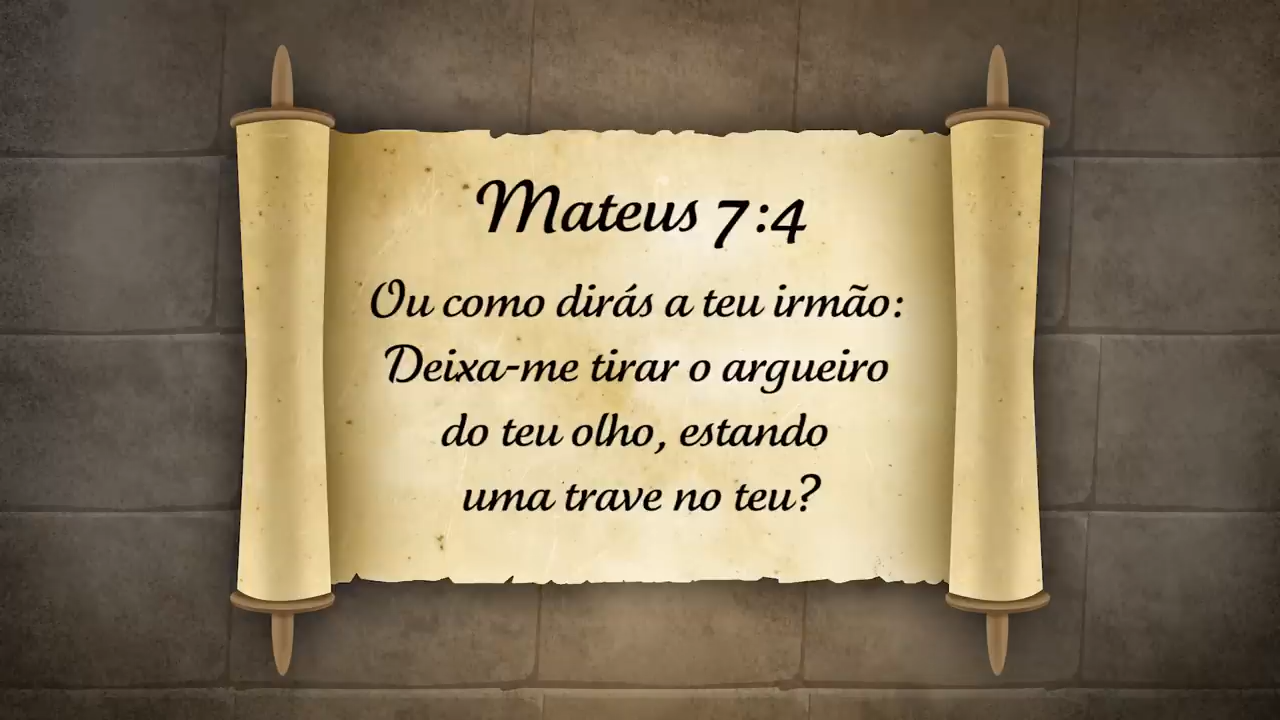 Mateus 7:4
Ou como dirás a teu irmão:
Deixa-me tirar o argueiro
do teu olho, estando
uma trave no teu?